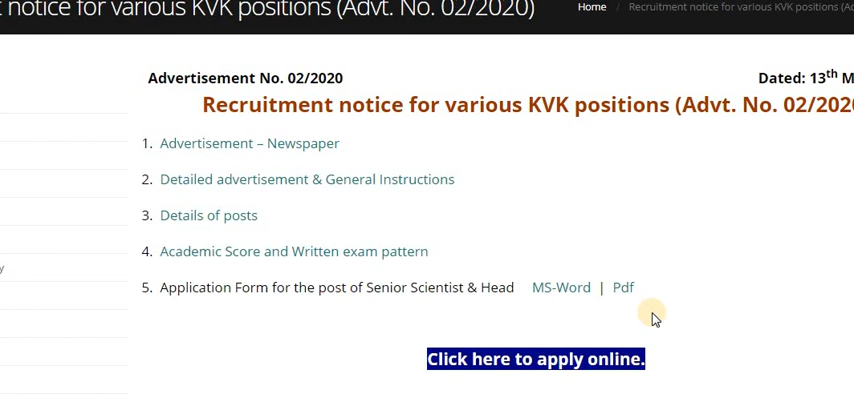 t notice for various KVK positions (Advt. No. 02/2020)
Home / Recruitment notice for various KVK positions (Ad
Advertisement No. 02/2020 Dated: 13th M
Recruitment notice for various KVK positions (Advt. No. 02/202
1. Advertisement – Newspaper
2. Detailed advertisement & General Instructions
3. Details of posts
4. Academic Score and Written exam pattern
y
5. Application Form for the post of Senior Scientist & Head MS-Word | Pdf
Click here to apply online.